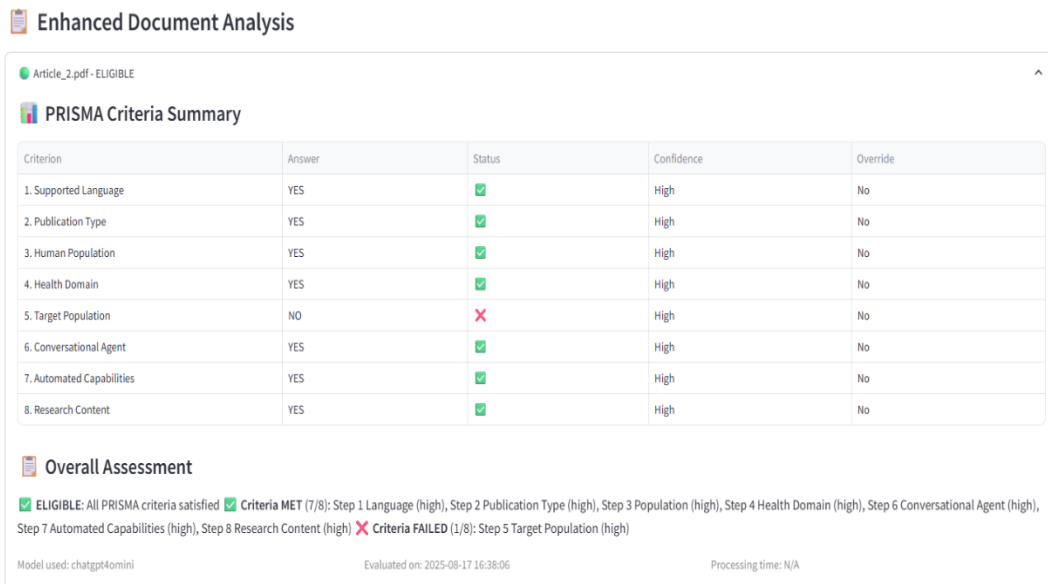 Enhanced Document Analysis
Article_2.pdf - ELIGIBLE
PRISMA Criteria Summary
Criterion Answer Status Confidence Override
1. Supported Language YES High No
2. Publication Type YES High No
3. Human Population YES High No
4. Health Domain YES High No
5. Target Population NO High No
6. Conversational Agent YES High No
7. Automated Capabilities YES High No
8. Research Content YES High No
Overall Assessment
ELIGIBLE: All PRISMA criteria satisfied Criteria MET (7/8): Step 1 Language (high), Step 2 Publication Type (high), Step 3 Population (high), Step 4 Health Domain (high), Step 6 Conversational Agent (high),
Step 7 Automated Capabilities (high), Step 8 Research Content (high) Criteria FAILED (1/8): Step 5 Target Population (high)
Model used: chatgpt4omini Evaluated on: 2025-08-17 16:38:06 Processing time: N/A